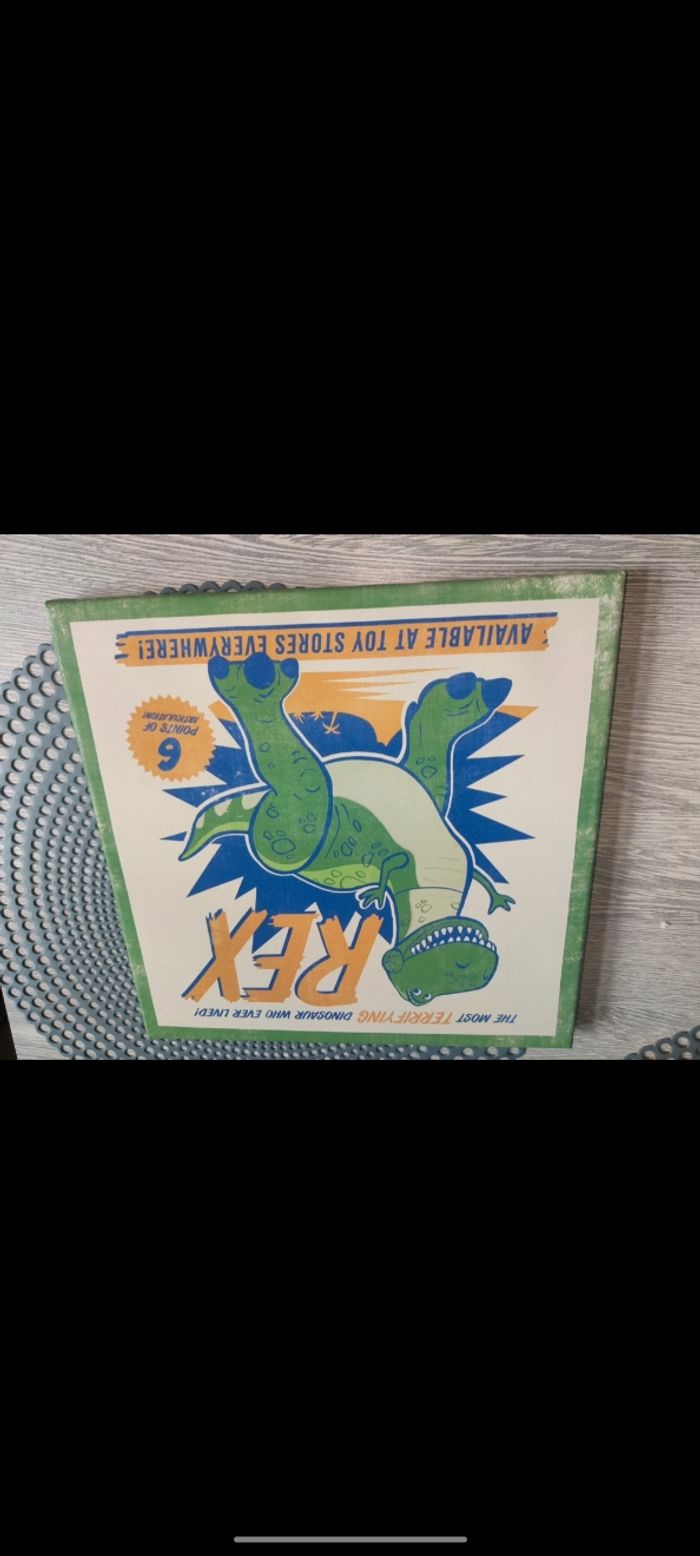 THE MOST TERRIFYING DINOSAUR WHO EVER LIVED!
REX
6
POINTS OF
ARTICULATION!
AVAILABLE AT TOY STORES EVERYWHERE!